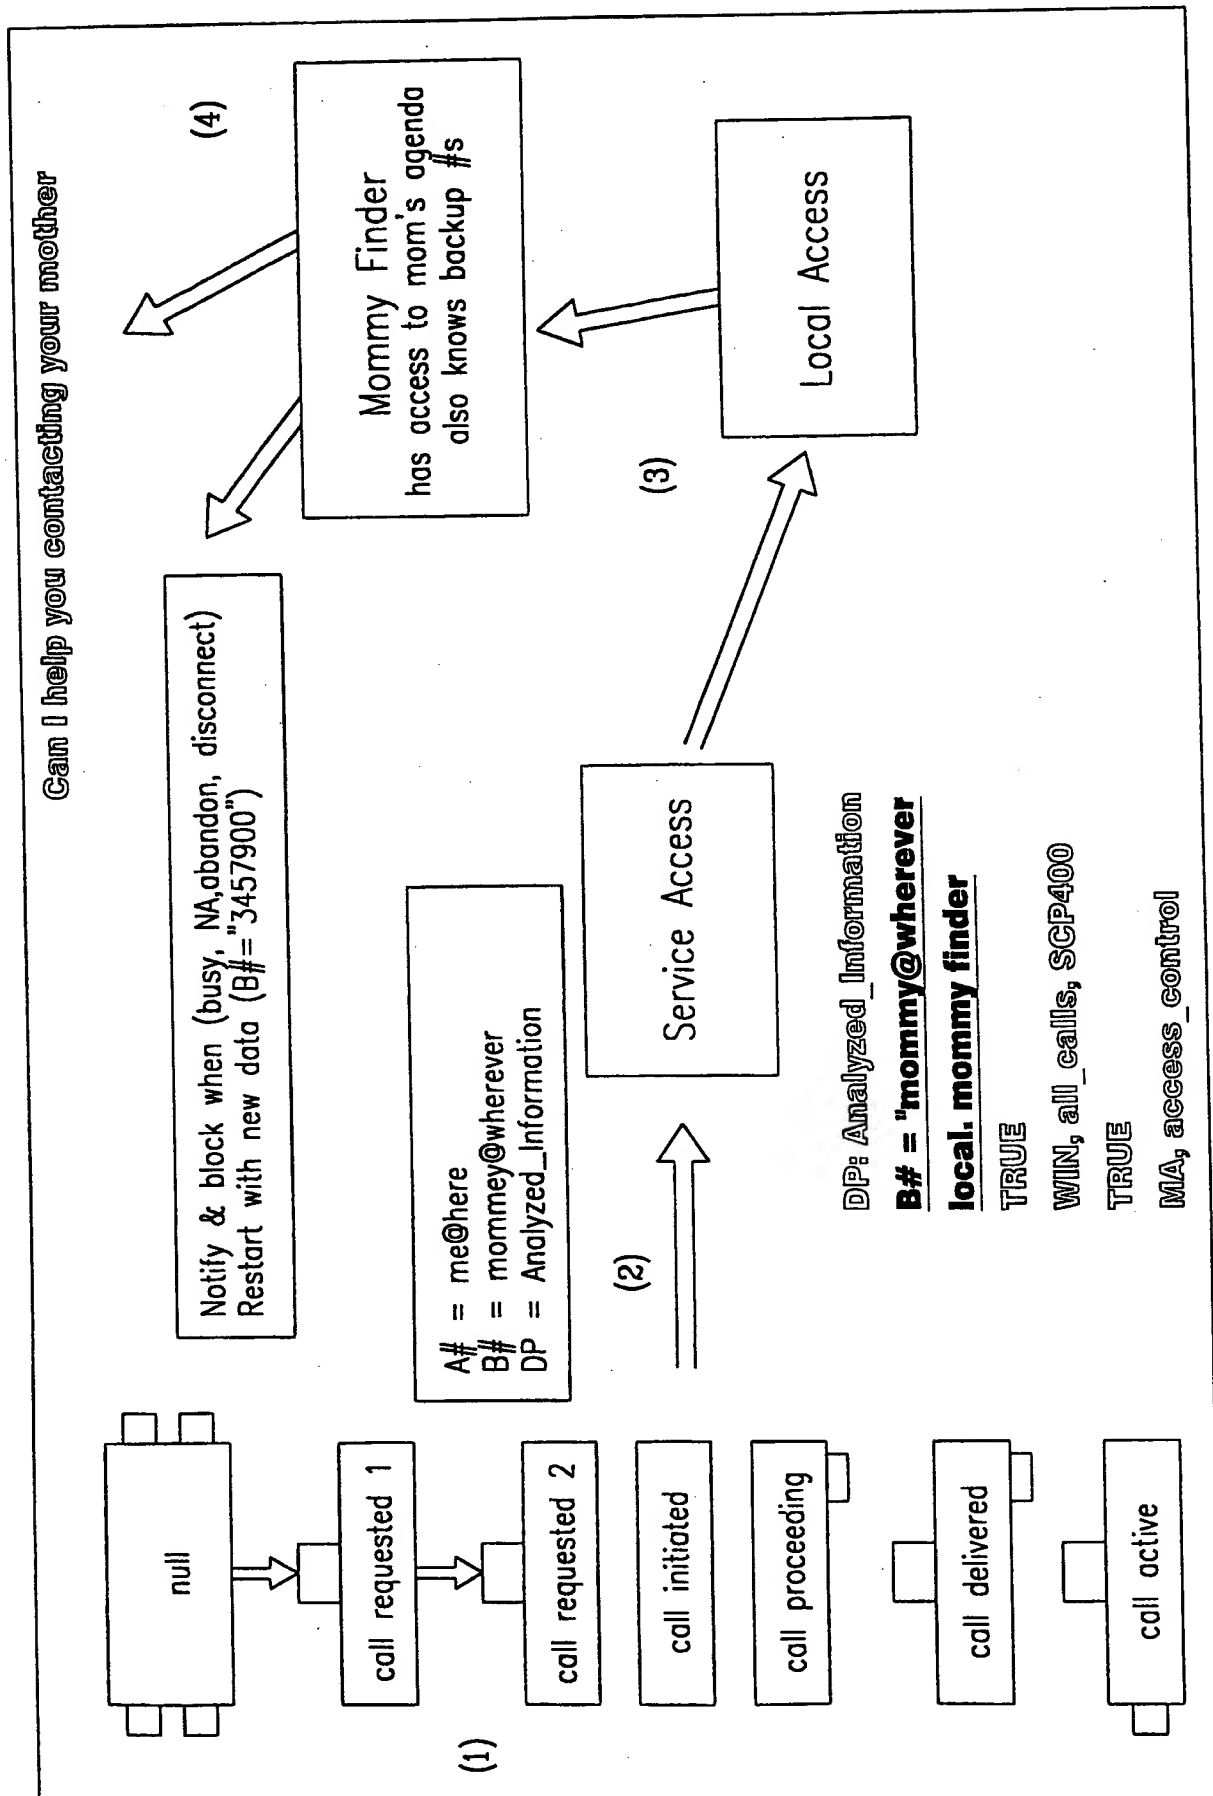 Can I help you contacting your mother
(4)
Notify & block when (busy, NA,abandon, disconnect)
Restart with new data (B#="3457900")
Mommy Finder
has access to mom's agenda
also knows backup #s
null
call requested 1
call requested 2
call initiated
call proceeding
call delivered
call active
(1)
A# = me@here
B# = mommey@wherever
DP = Analyzed_Information
(2)
Service Access
(3)
Local Access
DP: Analyzed_Information
B# = "mommy@wherever
local. mommy finder
TRUE
WIN, all_calls, SCP400
TRUE
MA, access_control